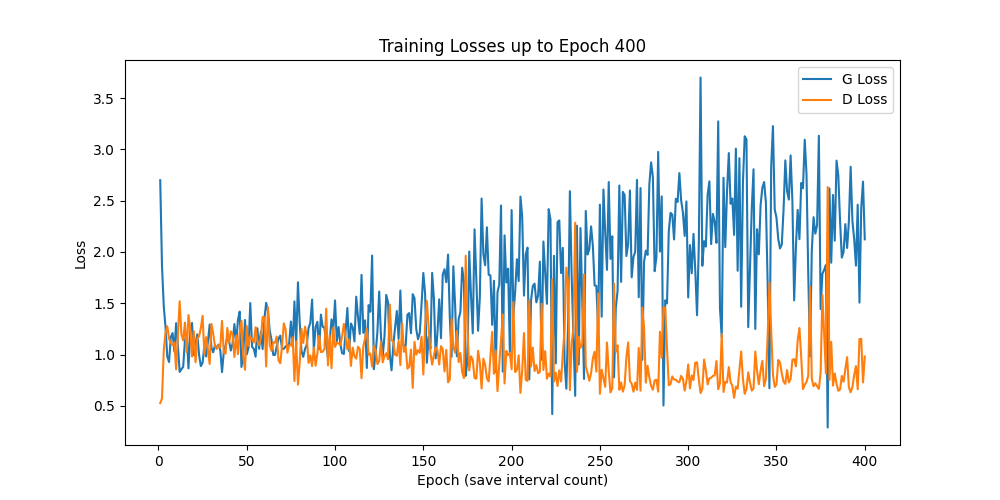 Training Losses up to Epoch 400
G Loss
D Loss
Loss
3.5
3.0
2.5
2.0
1.5
1.0
0.5
0 50 100 150 200 250 300 350 400
Epoch (save interval count)